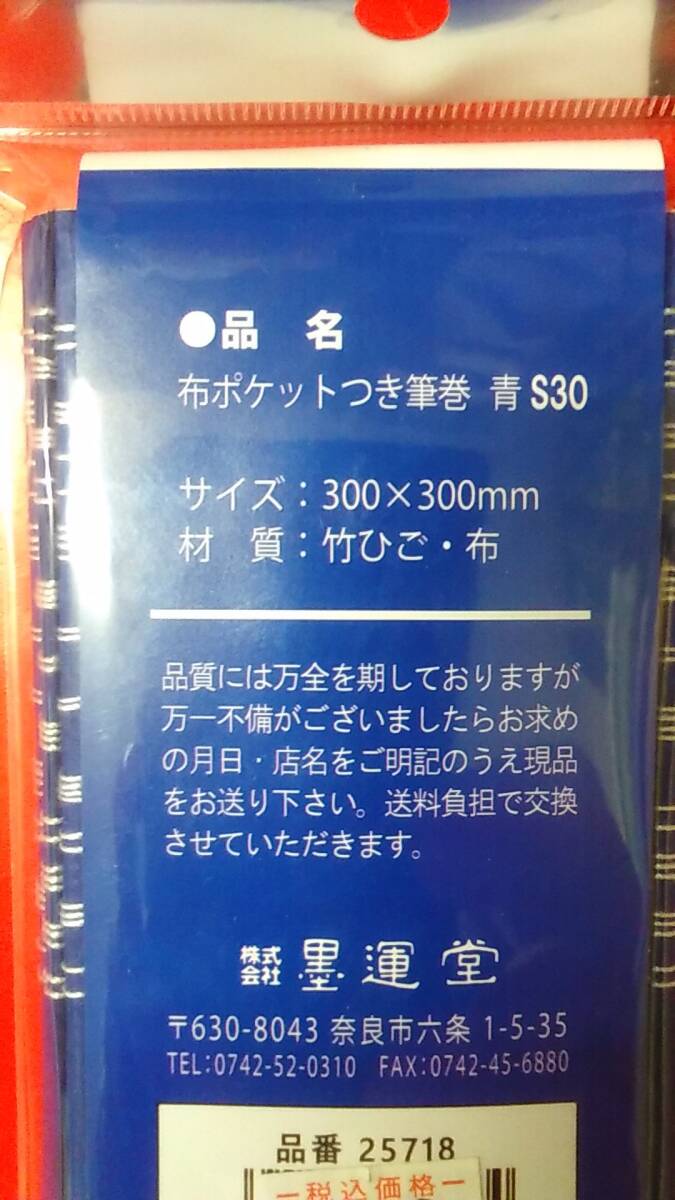 ●品　名
布ポケットつき筆巻 青 S30
サイズ：300×300mm
材　質：竹ひご・布
品質には万全を期しておりますが
万一不備がございましたらお求め
の月日・店名をご明記のうえ現品
をお送り下さい。送料負担で交換
させていただきます。
株式会社 墨運堂
〒630-8043 奈良市六条 1-5-35
TEL:0742-52-0310 FAX:0742-45-6880
品番 25718
ー税込価格ー